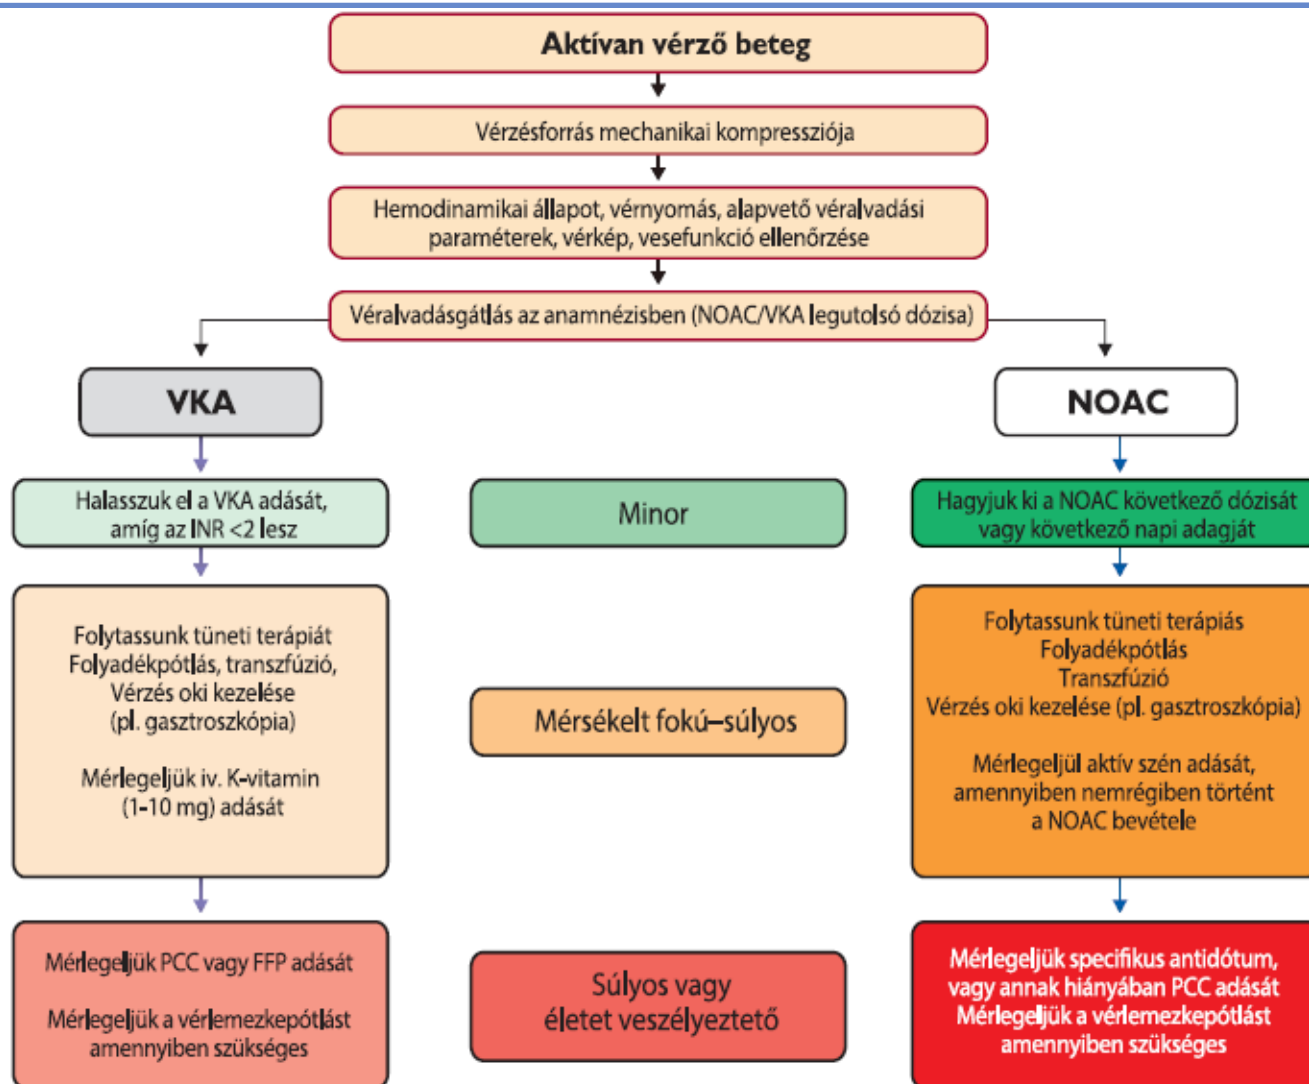 Aktívan vérző beteg
Vérzésforrás mechanikai kompressziója
Hemodinamikai állapot, vérnyomás, alapvető véralvadási
paraméterek, vérkép, vesefunkció ellenőrzése
Véralvadásgátlás az anamnézisben (NOAC/VKA legutolsó dózisa)
VKA
NOAC
Halasszuk el a VKA adását,
amíg az INR <2 lesz
Minor
Hagyjuk ki a NOAC következő dózisát
vagy következő napi adagját
Folytassunk tüneti terápiát
Folyadékpótlás, transzfúzió,
Vérzés oki kezelése
(pl. gasztroszkópia)
Mérlegeljük iv. K-vitamin
(1-10 mg) adását
Mérsékelt fokú–súlyos
Folytassunk tüneti terápiás
Folyadékpótlás
Transzfúzió
Vérzés oki kezelése (pl. gasztroszkópia)
Mérlegeljül aktív szén adását,
amennyiben nemrégiben történt
a NOAC bevétele
Mérlegeljük PCC vagy FFP adását
Mérlegeljük a vérlemezkepótlást
amennyiben szükséges
Súlyos vagy
életet veszélyeztető
Mérlegeljük specifikus antidótum,
vagy annak hiányában PCC adását
Mérlegeljük a vérlemezkepótlást
amennyiben szükséges